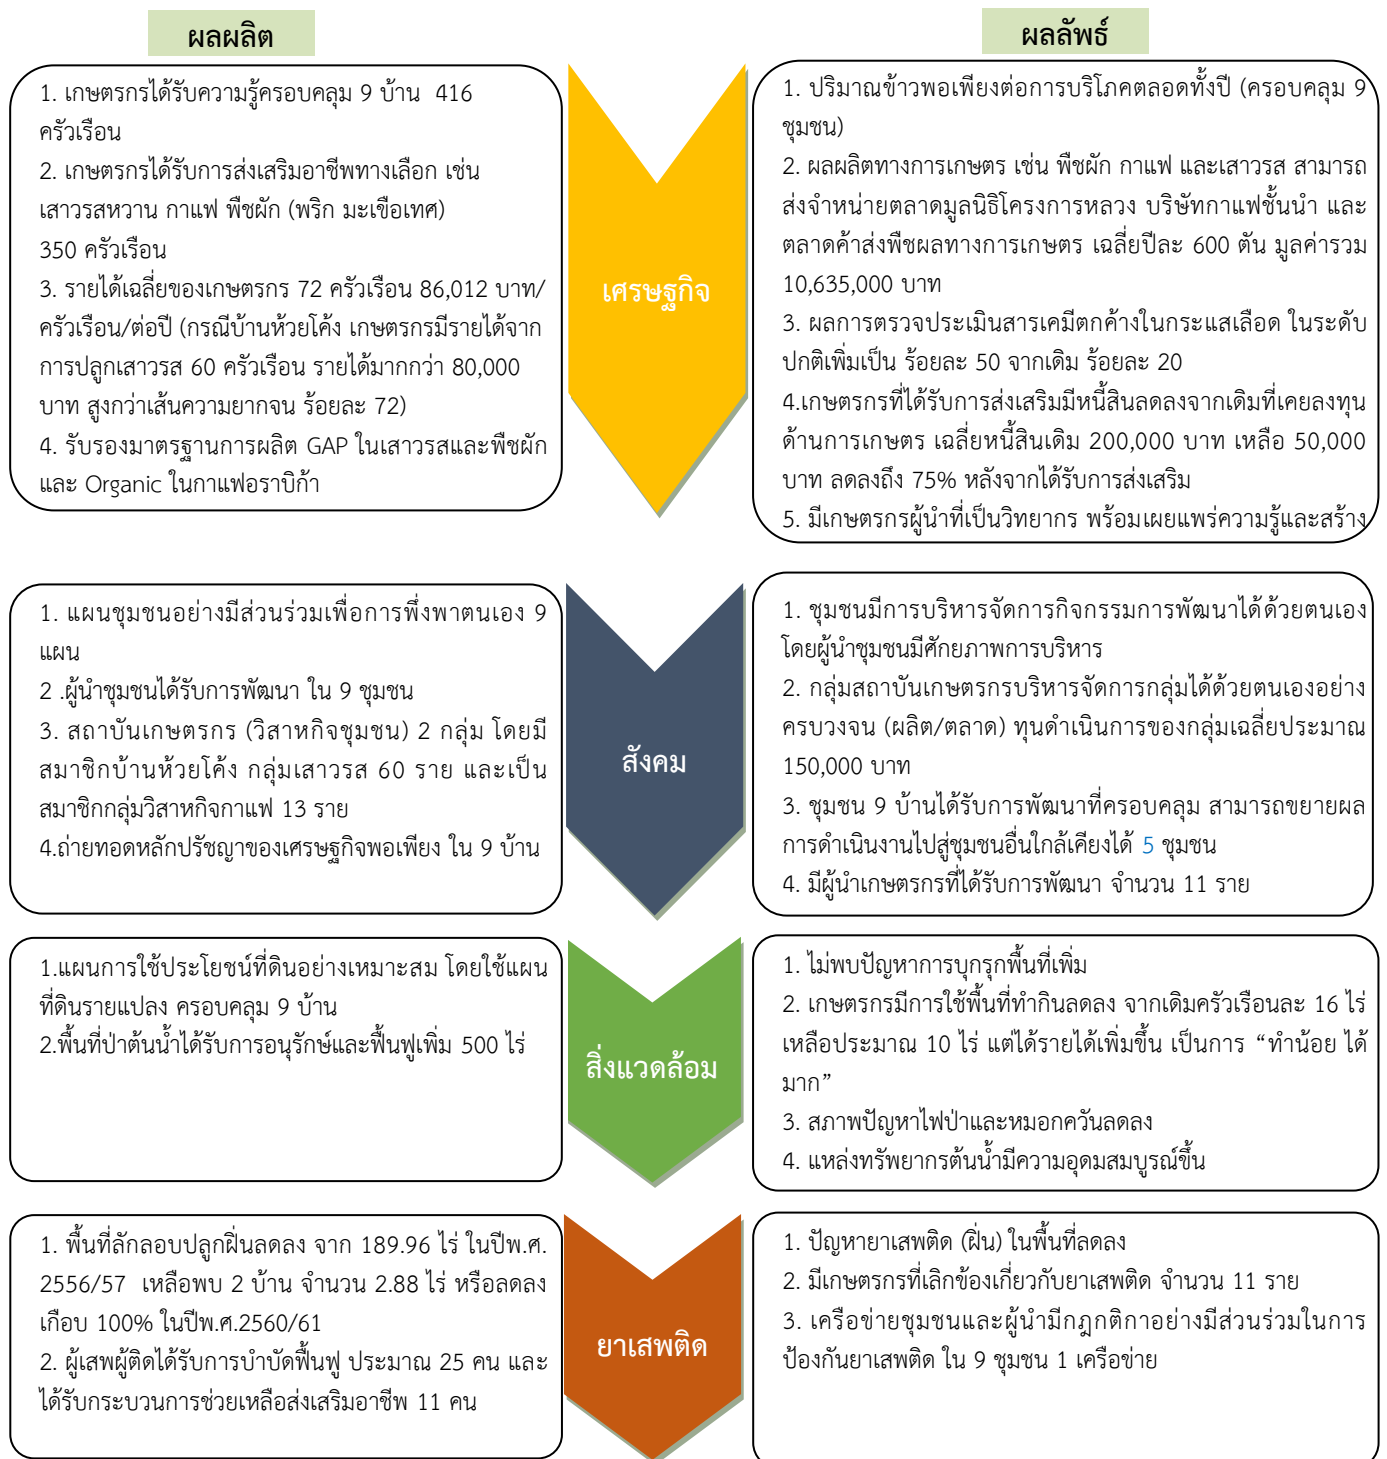 ผลผลิต
ผลลัพธ์
1. เกษตรกรได้รับความรู้ครอบคลุม 9 บ้าน 416
ครัวเรือน
2. เกษตรกรได้รับการส่งเสริมอาชีพทางเลือก เช่น
เสาวรสหวาน กาแฟ พืชผัก (พริก มะเขือเทศ)
350 ครัวเรือน
3. รายได้เฉลี่ยของเกษตรกร 72 ครัวเรือน 86,012 บาท/
ครัวเรือน/ต่อปี (กรณีบ้านห้วยโค้ง เกษตรกรมีรายได้จาก
การปลูกเสาวรส 60 ครัวเรือน รายได้มากกว่า 80,000
บาท สูงกว่าเส้นความยากจน ร้อยละ 72)
4. รับรองมาตรฐานการผลิต GAP ในเสาวรสและพืชผัก
และ Organic ในกาแฟอราบิก้า
เศรษฐกิจ
1. ปริมาณข้าวพอเพียงต่อการบริโภคตลอดทั้งปี (ครอบคลุม 9
ชุมชน)
2. ผลผลิตทางการเกษตร เช่น พืชผัก กาแฟ และเสาวรส สามารถ
ส่งจำหน่ายตลาดมูลนิธิโครงการหลวง บริษัทกาแฟชั้นนำ และ
ตลาดค้าส่งพืชผลทางการเกษตร เฉลี่ยปีละ 600 ตัน มูลค่ารวม
10,635,000 บาท
3. ผลการตรวจประเมินสารเคมีตกค้างในกระแสเลือด ในระดับ
ปกติเพิ่มเป็น ร้อยละ 50 จากเดิม ร้อยละ 20
4.เกษตรกรที่ได้รับการส่งเสริมมีหนี้สินลดลงจากเดิมที่เคยลงทุน
ด้านการเกษตร เฉลี่ยหนี้สินเดิม 200,000 บาท เหลือ 50,000
บาท ลดลงถึง 75% หลังจากได้รับการส่งเสริม
5. มีเกษตรกรผู้นำที่เป็นวิทยากร พร้อมเผยแพร่ความรู้และสร้าง
1. แผนชุมชนอย่างมีส่วนร่วมเพื่อการพึ่งพาตนเอง 9
แผน
2 .ผู้นำชุมชนได้รับการพัฒนา ใน 9 ชุมชน
3. สถาบันเกษตรกร (วิสาหกิจชุมชน) 2 กลุ่ม โดยมี
สมาชิกบ้านห้วยโค้ง กลุ่มเสาวรส 60 ราย และเป็น
สมาชิกกลุ่มวิสาหกิจกาแฟ 13 ราย
4.ถ่ายทอดหลักปรัชญาของเศรษฐกิจพอเพียง ใน 9 บ้าน
สังคม
1. ชุมชนมีการบริหารจัดการกิจกรรมการพัฒนาได้ด้วยตนเอง
โดยผู้นำชุมชนมีศักยภาพการบริหาร
2. กลุ่มสถาบันเกษตรกรบริหารจัดการกลุ่มได้ด้วยตนเองอย่าง
ครบวงจน (ผลิต/ตลาด) ทุนดำเนินการของกลุ่มเฉลี่ยประมาณ
150,000 บาท
3. ชุมชน 9 บ้านได้รับการพัฒนาที่ครอบคลุม สามารถขยายผล
การดำเนินงานไปสู่ชุมชนอื่นใกล้เคียงได้ 5 ชุมชน
4. มีผู้นำเกษตรกรที่ได้รับการพัฒนา จำนวน 11 ราย
1.แผนการใช้ประโยชน์ที่ดินอย่างเหมาะสม โดยใช้แผน
ที่ดินรายแปลง ครอบคลุม 9 บ้าน
2.พื้นที่ป่าต้นน้ำได้รับการอนุรักษ์และฟื้นฟูเพิ่ม 500 ไร่
สิ่งแวดล้อม
1. ไม่พบปัญหาการบุกรุกพื้นที่เพิ่ม
2. เกษตรกรมีการใช้พื้นที่ทำกินลดลง จากเดิมครัวเรือนละ 16 ไร่
เหลือประมาณ 10 ไร่ แต่ได้รายได้เพิ่มขึ้น เป็นการ “ทำน้อย ได้
มาก”
3. สภาพปัญหาไฟป่าและหมอกควันลดลง
4. แหล่งทรัพยากรต้นน้ำมีความอุดมสมบูรณ์ขึ้น
1. พื้นที่ลักลอบปลูกฝิ่นลดลง จาก 189.96 ไร่ ในปีพ.ศ.
2556/57 เหลือพบ 2 บ้าน จำนวน 2.88 ไร่ หรือลดลง
เกือบ 100% ในปีพ.ศ.2560/61
2. ผู้เสพผู้ติดได้รับการบำบัดฟื้นฟู ประมาณ 25 คน และ
ได้รับกระบวนการช่วยเหลือส่งเสริมอาชีพ 11 คน
ยาเสพติด
1. ปัญหายาเสพติด (ฝิ่น) ในพื้นที่ลดลง
2. มีเกษตรกรที่เลิกข้องเกี่ยวกับยาเสพติด จำนวน 11 ราย
3. เครือข่ายชุมชนและผู้นำมีกฎกติกาอย่างมีส่วนร่วมในการ
ป้องกันยาเสพติด ใน 9 ชุมชน 1 เครือข่าย